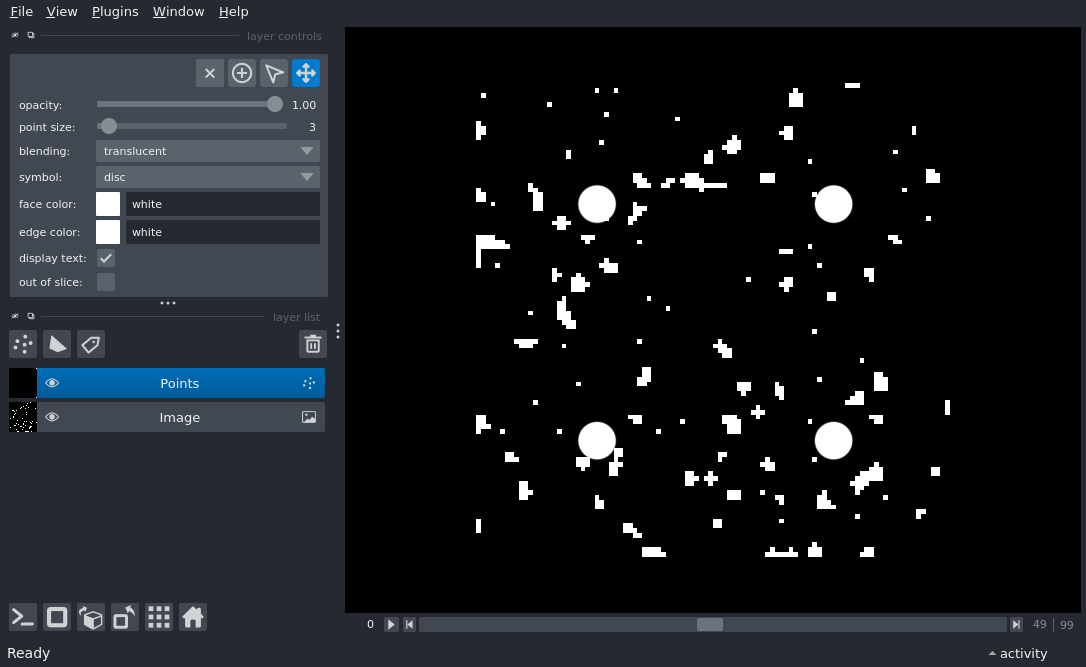 File View Plugins Window Help
layer controls
opacity: 1.00
point size: 3
blending: translucent
symbol: disc
face color: white
edge color: white
display text:
out of slice:
layer list
Points
Image
0 49 99
Ready activity